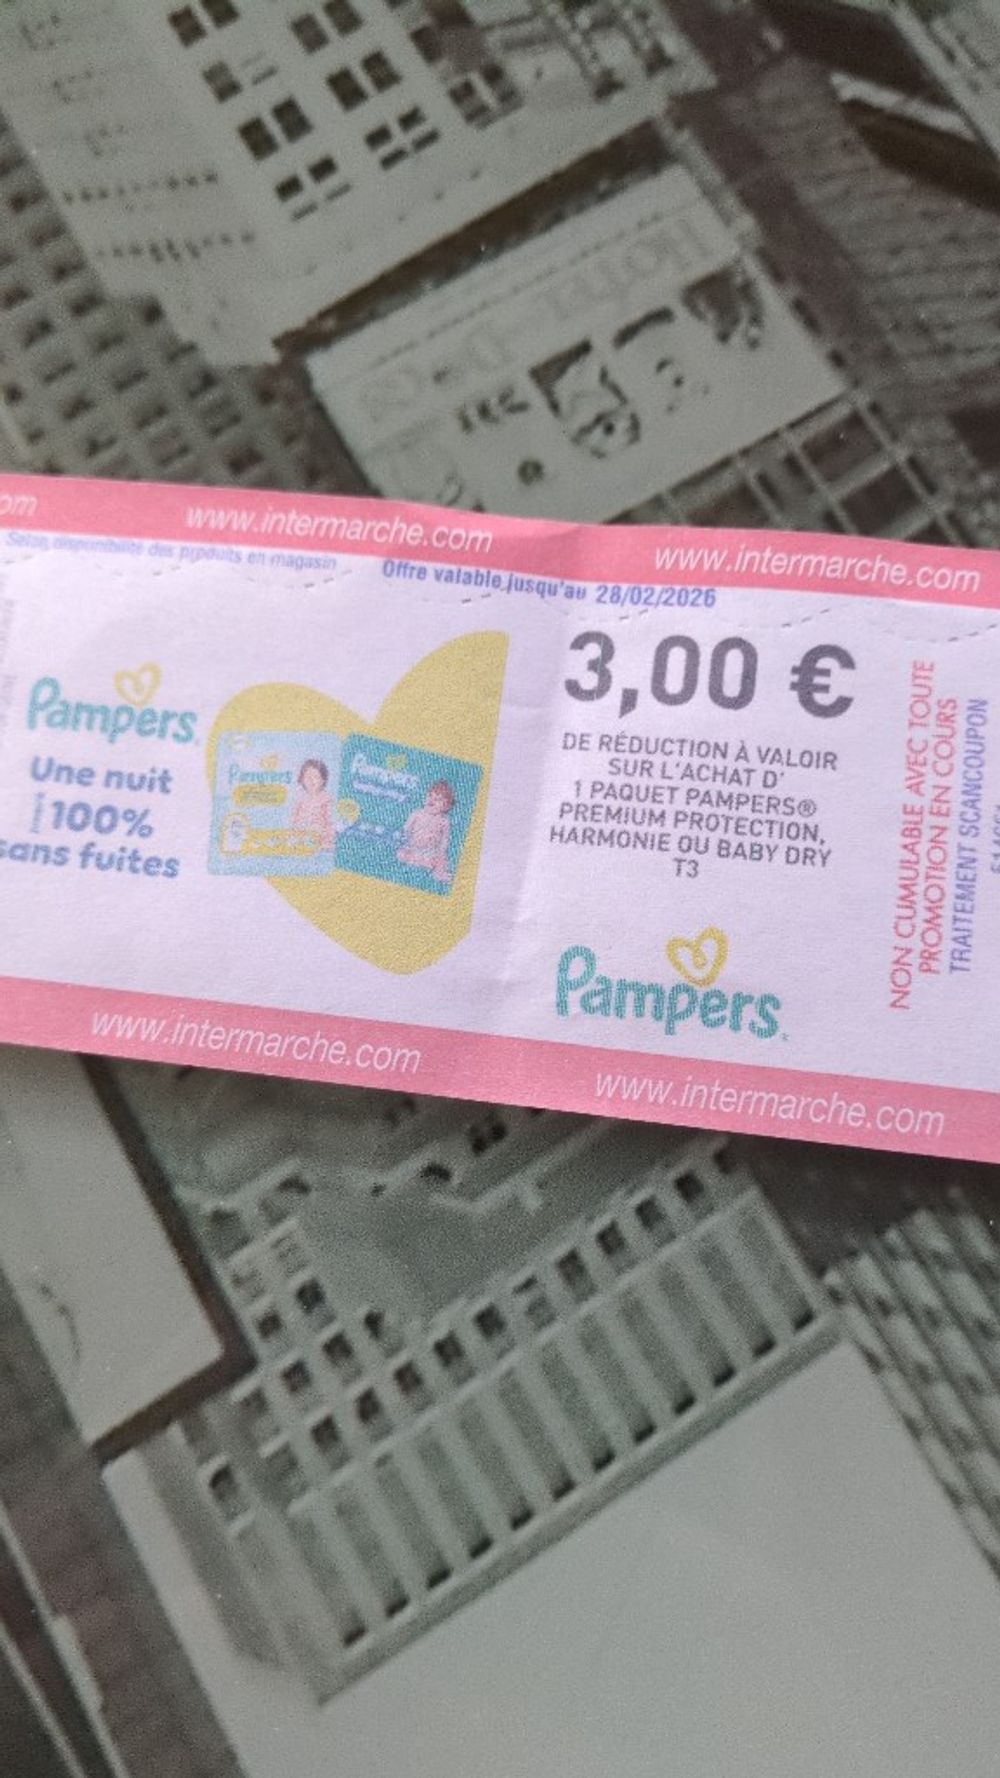 www.intermarche.com
www.intermarche.com
Selon disponibilité des produits en magasin
Offre valable jusqu'au 28/02/2026
Pampers
Une nuit
100%
sans fuites
Pampers
3,00 €
DE RÉDUCTION À VALOIR
SUR L'ACHAT D'
1 PAQUET PAMPERS®
PREMIUM PROTECTION,
HARMONIE OU BABY DRY
T3
Pampers
NON CUMULABLE AVEC TOUTE
PROMOTION EN COURS
TRAITEMENT SCANCOUPON
www.intermarche.com
www.intermarche.com